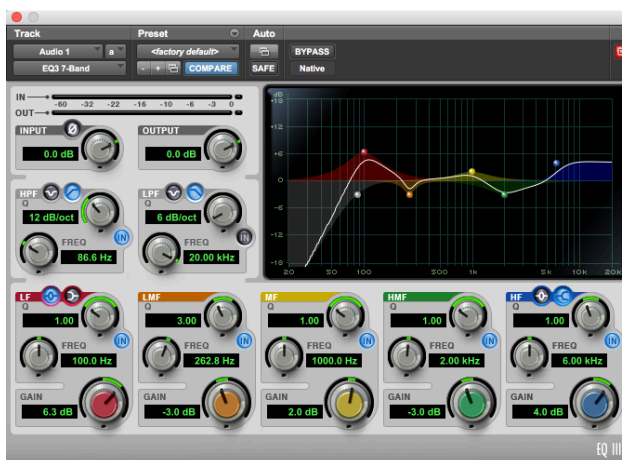 Track Preset Auto
Audio 1 a <factory default>
EQ3 7-Band - + COMPARE SAFE BYPASS Native
IN
-60 -32 -22 -16 -10 -6 -3 0
OUT
INPUT Ø OUTPUT
0.0 dB 0.0 dB
HPF LPF
Q Q
12 dB/oct 6 dB/oct
FREQ IN FREQ IN
86.6 Hz 20.00 kHz
dB
+18
+12
+6
0
-6
-12
-18
20 50 100 500 1k 5k 10k 20k
LF LMF MF HMF HF
Q Q Q Q Q
1.00 3.00 1.00 1.00 1.00
FREQ IN FREQ IN FREQ IN FREQ IN FREQ IN
100.0 Hz 262.8 Hz 1000.0 Hz 2.00 kHz 6.00 kHz
GAIN GAIN GAIN GAIN GAIN
6.3 dB -3.0 dB 2.0 dB -3.0 dB 4.0 dB
EQ III